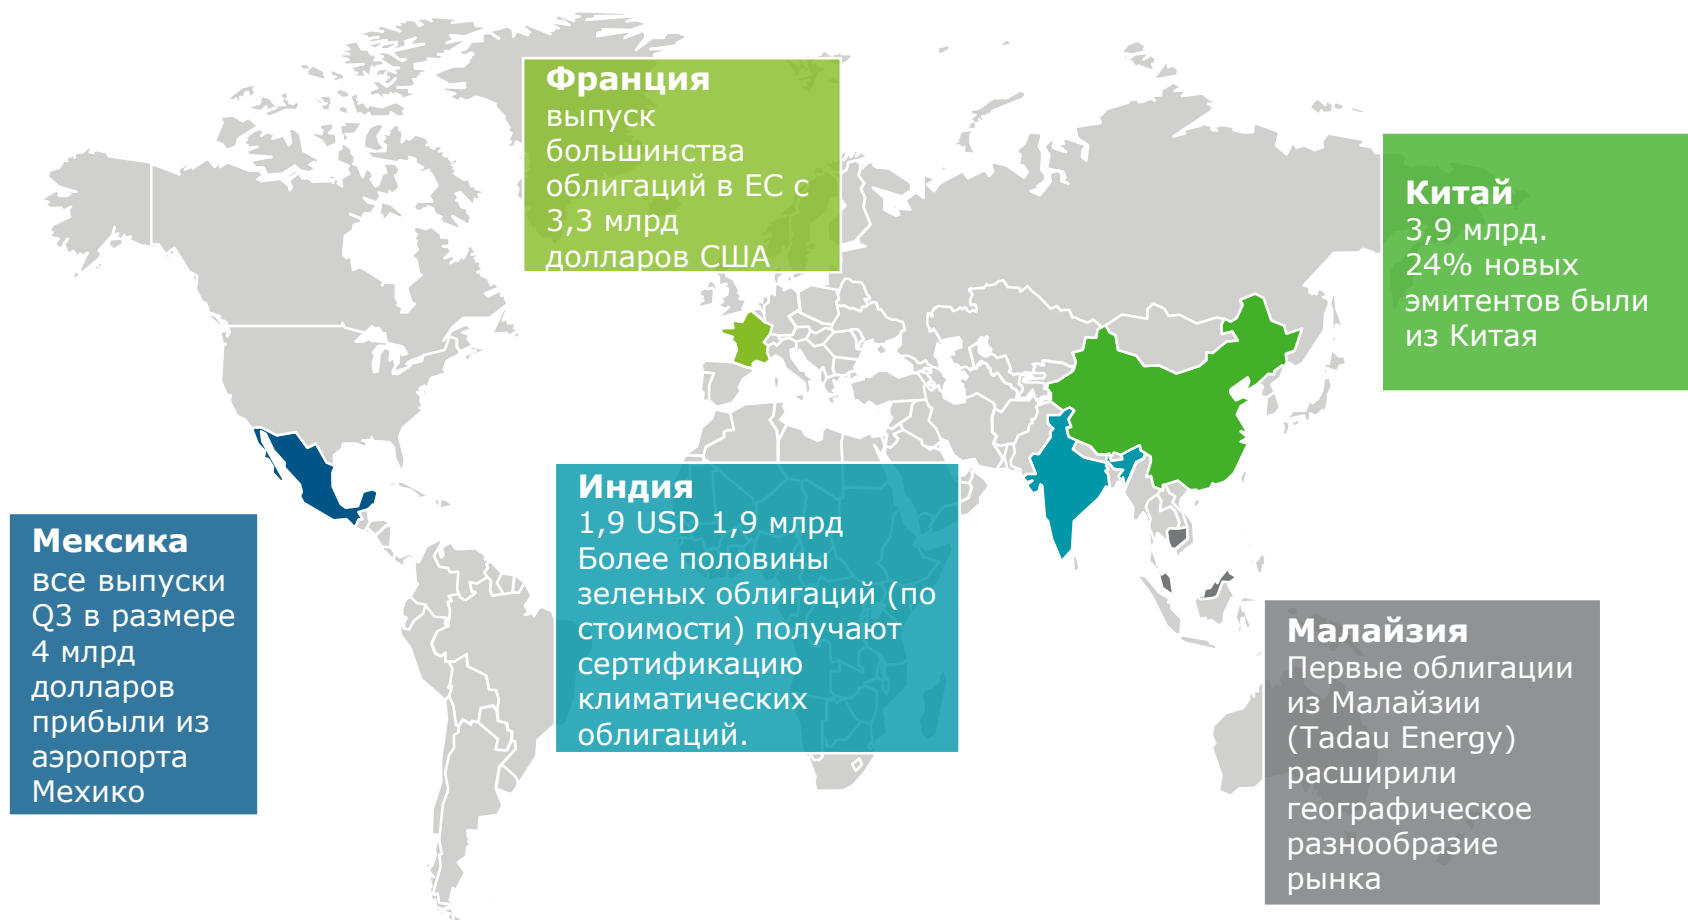 Франция
выпуск
большинства
облигаций в ЕС с
3,3 млрд
долларов США
Китай
3,9 млрд.
24% новых
эмитентов были
из Китая
Индия
1,9 USD 1,9 млрд
Более половины
зеленых облигаций (по
стоимости) получают
сертификацию
климатических
облигаций.
Мексика
все выпуски
Q3 в размере
4 млрд
долларов
прибыли из
аэропорта
Мехико
Малайзия
Первые облигации
из Малайзии
(Tadau Energy)
расширили
географическое
разнообразие
рынка